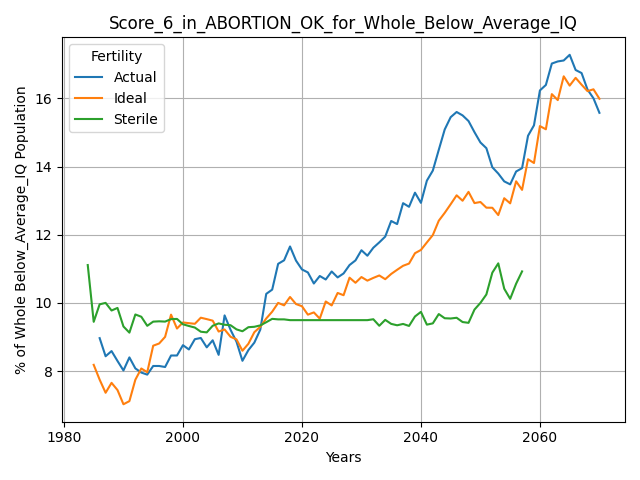 Score_6_in_ABORTION_OK_for_Whole_Below_Average_IQ
Fertility
Actual
Ideal
Sterile
% of Whole Below_Average_IQ Population
16
14
12
10
8
1980
2000
2020
2040
2060
Years